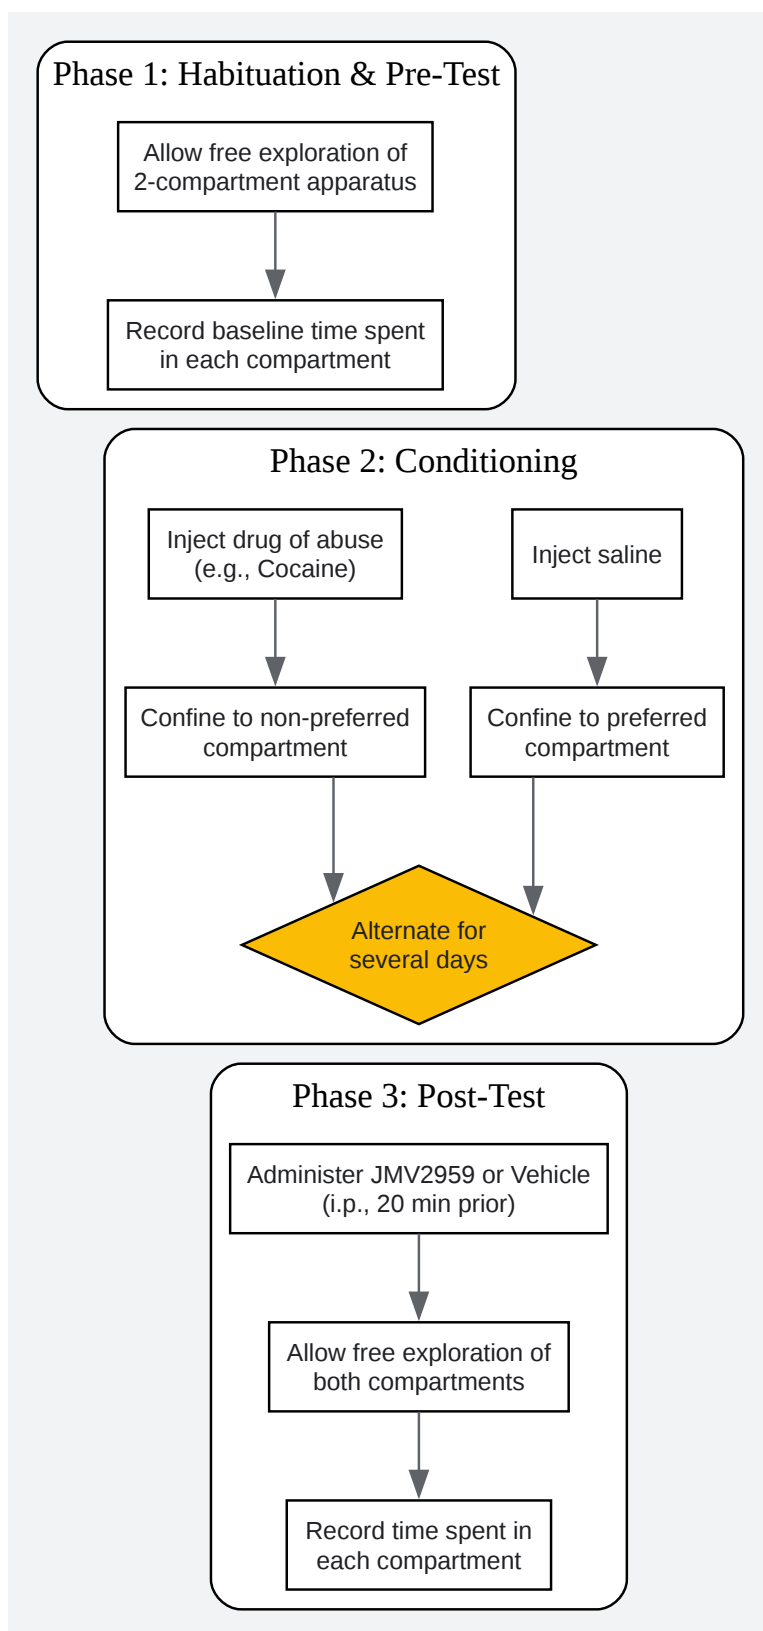 Phase 1: Habituation & Pre-Test
Allow free exploration of
2-compartment apparatus
Record baseline time spent
in each compartment
Phase 2: Conditioning
Inject drug of abuse
(e.g., Cocaine)
Inject saline
Confine to non-preferred
compartment
Confine to preferred
compartment
Alternate for
several days
Phase 3: Post-Test
Administer JMV2959 or Vehicle
(i.p., 20 min prior)
Allow free exploration of
both compartments
Record time spent in
each compartment